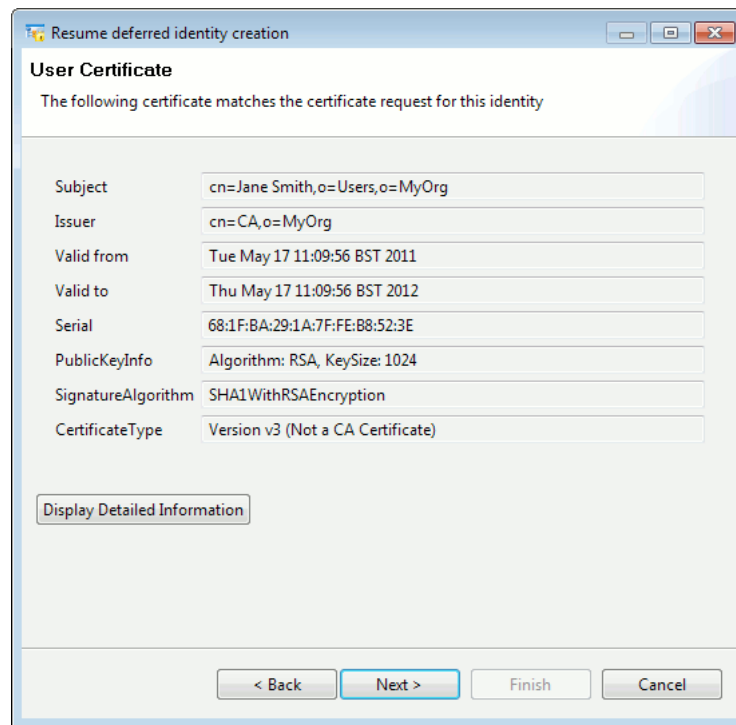 Resume deferred identity creation
User Certificate
The following certificate matches the certificate request for this identity
Subject cn=Jane Smith,o=Users,o=MyOrg
Issuer cn=CA,o=MyOrg
Valid from Tue May 17 11:09:56 BST 2011
Valid to Thu May 17 11:09:56 BST 2012
Serial 68:1F:BA:29:1A:7F:FE:B8:52:3E
PublicKeyInfo Algorithm: RSA, KeySize: 1024
SignatureAlgorithm SHA1WithRSAEncryption
CertificateType Version v3 (Not a CA Certificate)
Display Detailed Information
< Back Next > Finish Cancel